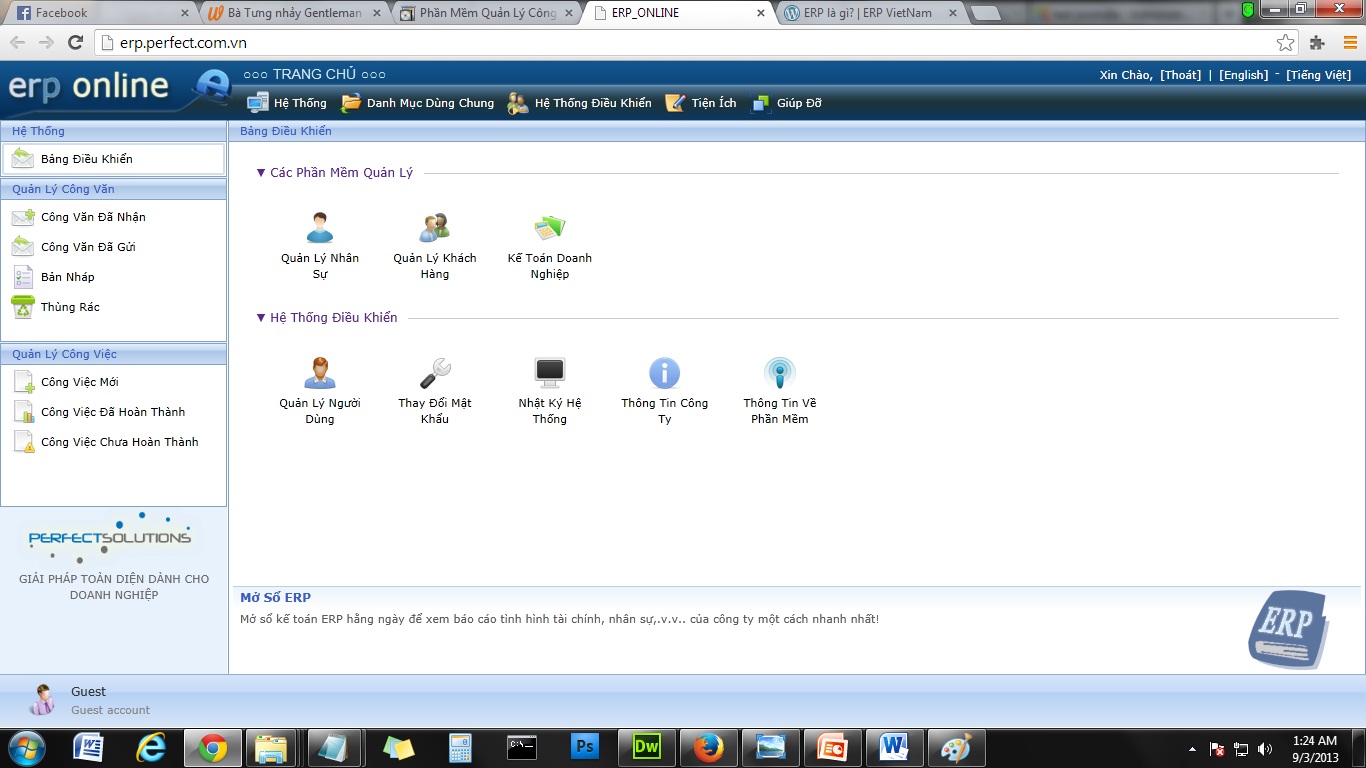 Facebook
Bà Tưng nhảy Gentleman
Phần Mềm Quản Lý Công
ERP_ONLINE
ERP là gì? | ERP VietNam
erp.perfect.com.vn
erp online
○○○ TRANG CHỦ ○○○
Xin Chào, [Thoát] | [English] - [Tiếng Việt]
Hệ Thống
Danh Mục Dùng Chung
Hệ Thống Điều Khiển
Tiện Ích
Giúp Đỡ
Hệ Thống
Bảng Điều Khiển
Quản Lý Công Văn
Công Văn Đã Nhận
Công Văn Đã Gửi
Bản Nháp
Thùng Rác
Quản Lý Công Việc
Công Việc Mới
Công Việc Đã Hoàn Thành
Công Việc Chưa Hoàn Thành
PERFECTSOLUTIONS
GIẢI PHÁP TOÀN DIỆN DÀNH CHO
DOANH NGHIỆP
Bảng Điều Khiển
▼ Các Phần Mềm Quản Lý
Quản Lý Nhân
Sự
Quản Lý Khách
Hàng
Kế Toán Doanh
Nghiệp
▼ Hệ Thống Điều Khiển
Quản Lý Người
Dùng
Thay Đổi Mật
Khẩu
Nhật Ký Hệ
Thống
Thông Tin Công
Ty
Thông Tin Về
Phần Mềm
Mở Sổ ERP
Mở sổ kế toán ERP hằng ngày để xem báo cáo tình hình tài chính, nhân sự,.v.v.. của công ty một cách nhanh nhất!
ERP
Guest
Guest account
C:\_
Ps
Dw
1:24 AM
9/3/2013